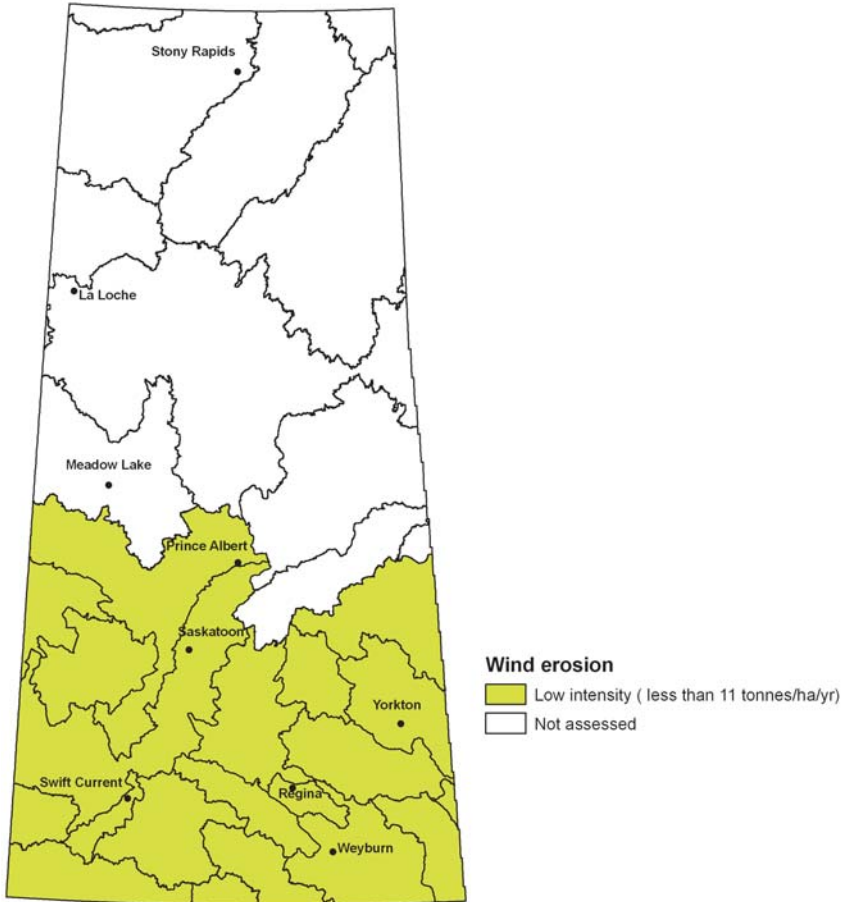 Stony Rapids
La Loche
Meadow Lake
Prince Albert
Saskatoon
Wind erosion
Low intensity ( less than 11 tonnes/ha/yr)
Yorkton
Not assessed
Swift Current
Regina
Weyburn